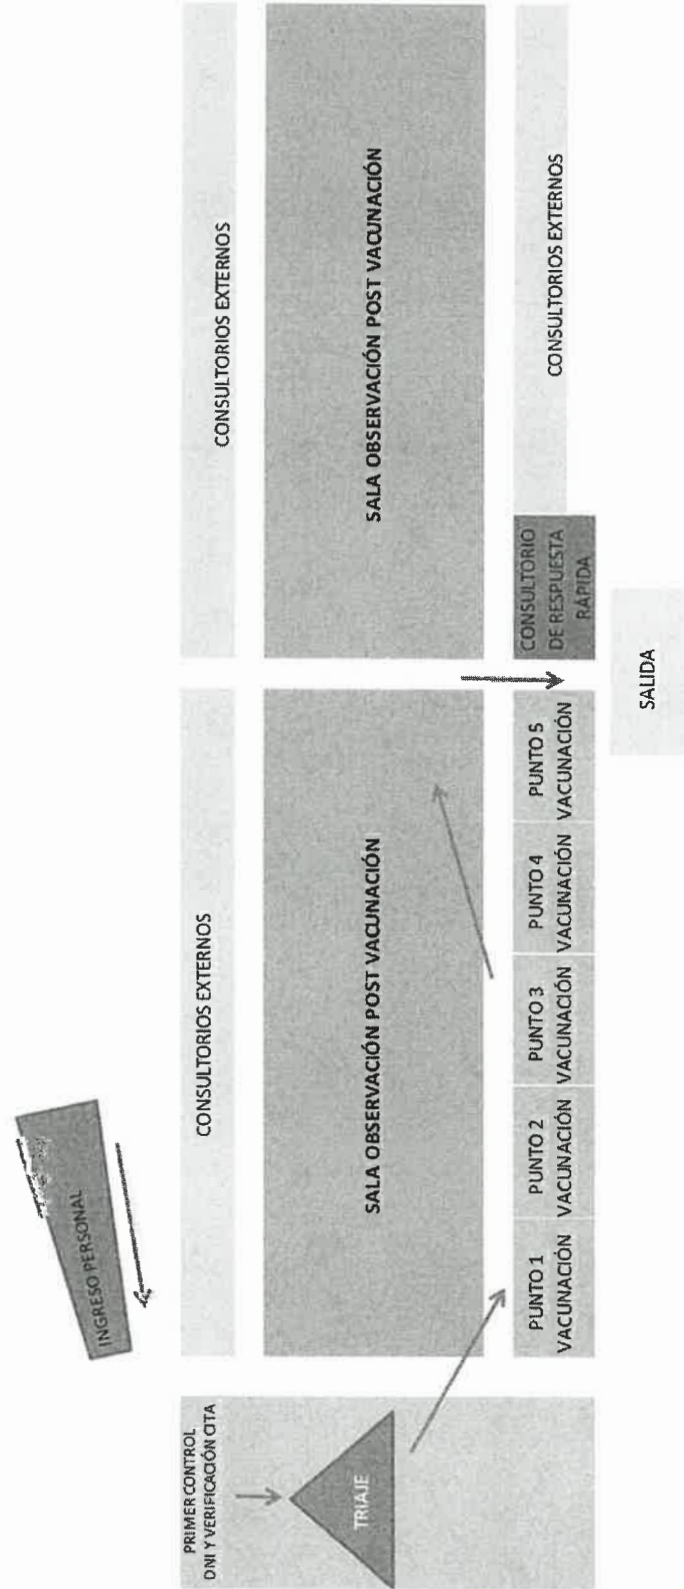 INGRESO PERSONAL
PRIMER CONTROL
DNI Y VERIFICACIÓN CITA
TRIAJE
CONSULTORIOS EXTERNOS
CONSULTORIOS EXTERNOS
SALA OBSERVACIÓN POST VACUNACIÓN
SALA OBSERVACIÓN POST VACUNACIÓN
PUNTO 1
VACUNACIÓN
PUNTO 2
VACUNACIÓN
PUNTO 3
VACUNACIÓN
PUNTO 4
VACUNACIÓN
PUNTO 5
VACUNACIÓN
CONSULTORIO
DE RESPUESTA
RÁPIDA
CONSULTORIOS EXTERNOS
SALIDA